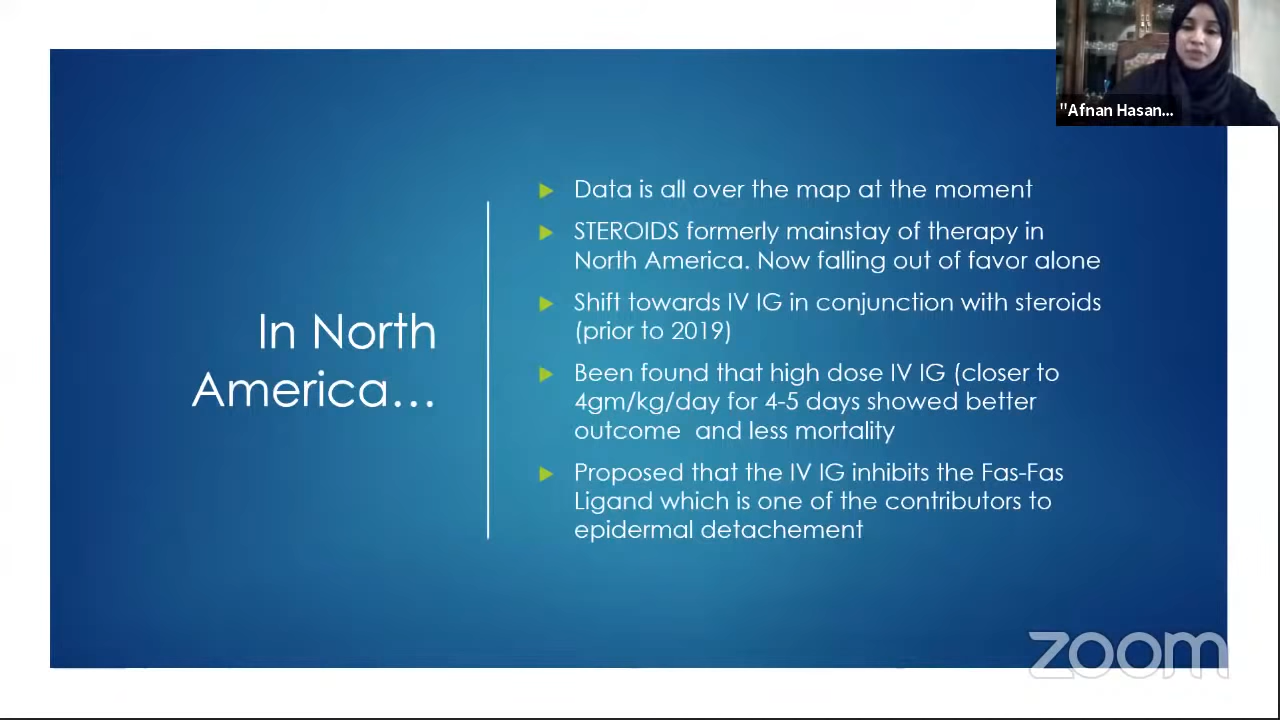 "Afnan Hasan...
In North
America...
Data is all over the map at the moment
STEROIDS formerly mainstay of therapy in
North America. Now falling out of favor alone
Shift towards IV IG in conjunction with steroids
(prior to 2019)
Been found that high dose IV IG (closer to
4gm/kg/day for 4-5 days showed better
outcome  and less mortality
Proposed that the IV IG inhibits the Fas-Fas
Ligand which is one of the contributors to
epidermal detachement
zoom